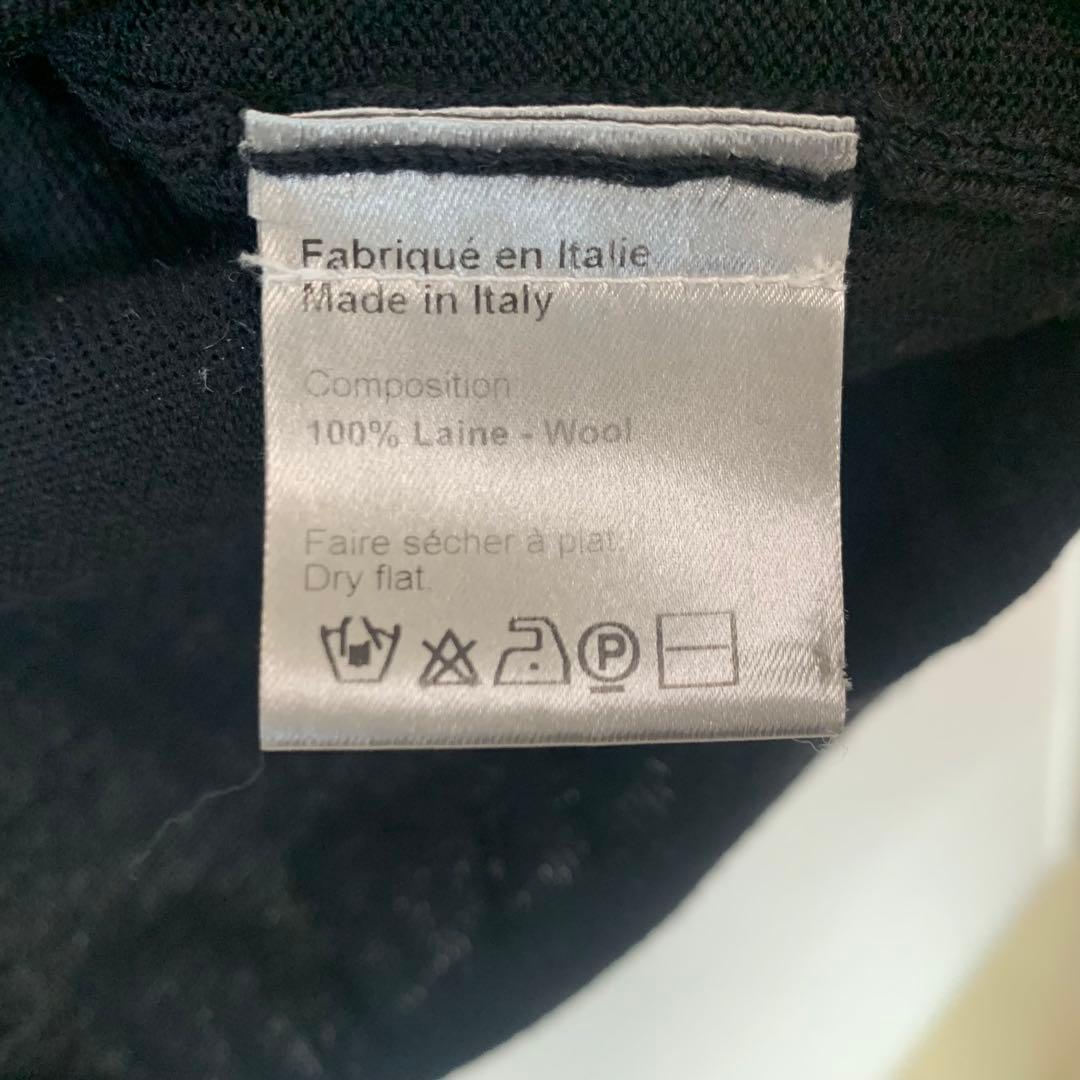 Fabriqué en Italie
Made in Italy
Composition
100% Laine - Wool
Faire sécher à plat.
Dry flat.
P